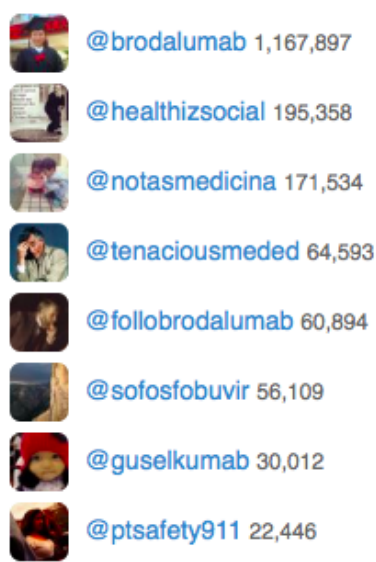 @brodalumab 1,167,897
@healthizsocial 195,358
@notasmedicina 171,534
@tenaciousmeded 64,593
@follobrodalumab 60,894
@sofosfobuvir 56,109
@guselkumab 30,012
@ptsafety911 22,446